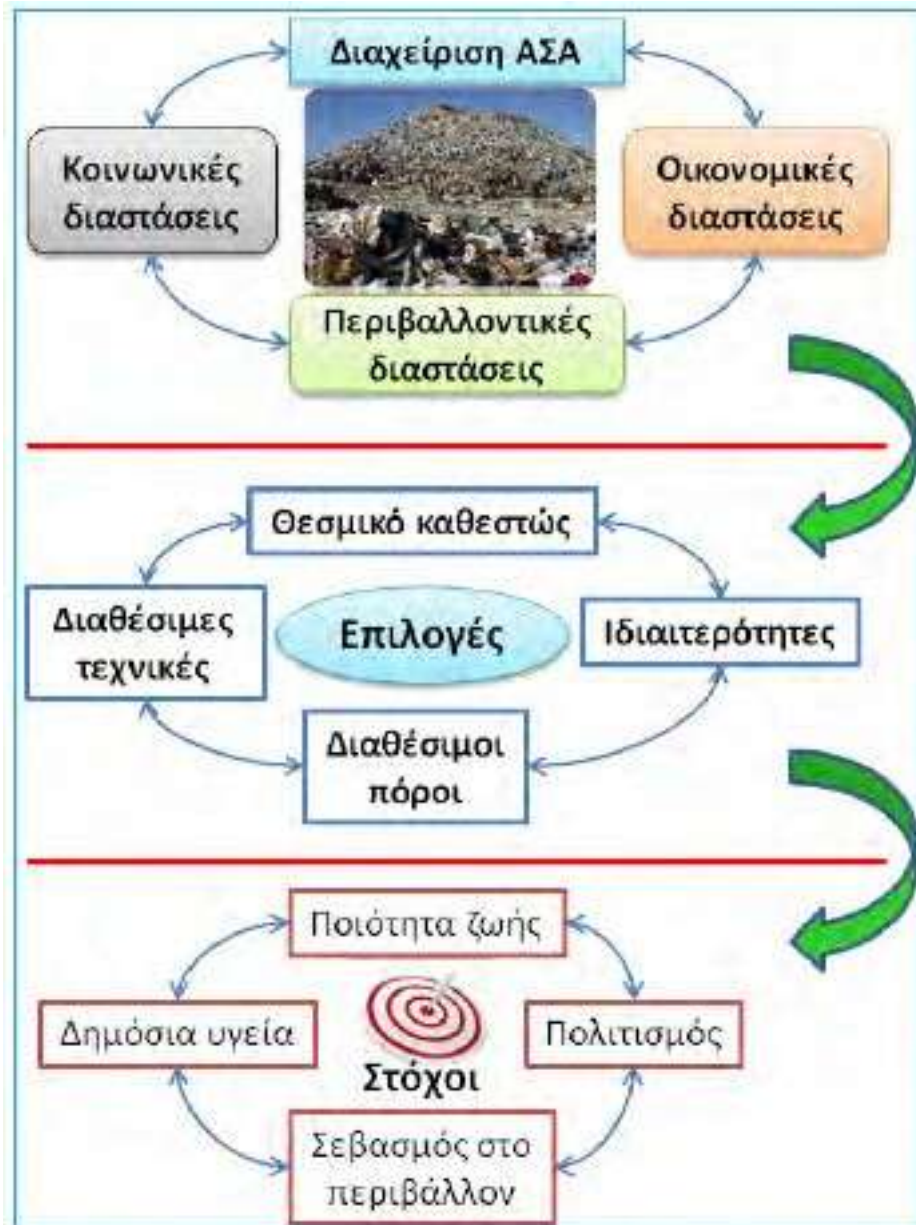 Διαχείριση ΑΣΑ
Κοινωνικές
διαστάσεις
Οικονομικές
διαστάσεις
Περιβαλλοντικές
διαστάσεις
Θεσμικό καθεστώς
Διαθέσιμες
τεχνικές
Επιλογές
Ιδιαιτερότητες
Διαθέσιμοι
πόροι
Ποιότητα ζωής
Δημόσια υγεία
Πολιτισμός
Στόχοι
Σεβασμός στο
περιβάλλον